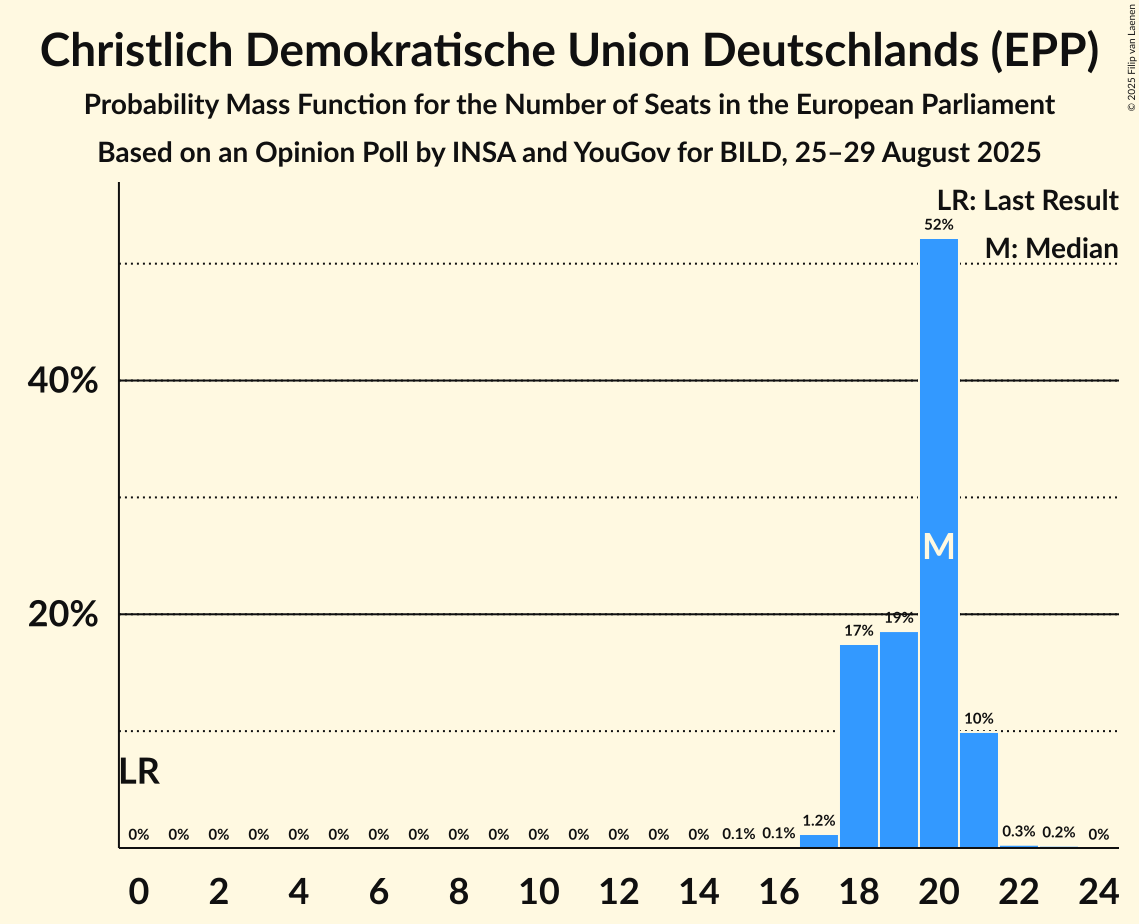 Christlich Demokratische Union Deutschlands (EPP)
Probability Mass Function for the Number of Seats in the European Parliament
Based on an Opinion Poll by INSA and YouGov for BILD, 25–29 August 2025
© 2025 Filip van Laenen
LR: Last Result
M: Median
52%
40%
M
20%
17% 19% 10%
LR
0% 0% 0% 0% 0% 0% 0% 0% 0% 0% 0% 0% 0% 0% 0% 0.1% 0.1% 1.2% 0.3% 0.2% 0%
0 2 4 6 8 10 12 14 16 18 20 22 24